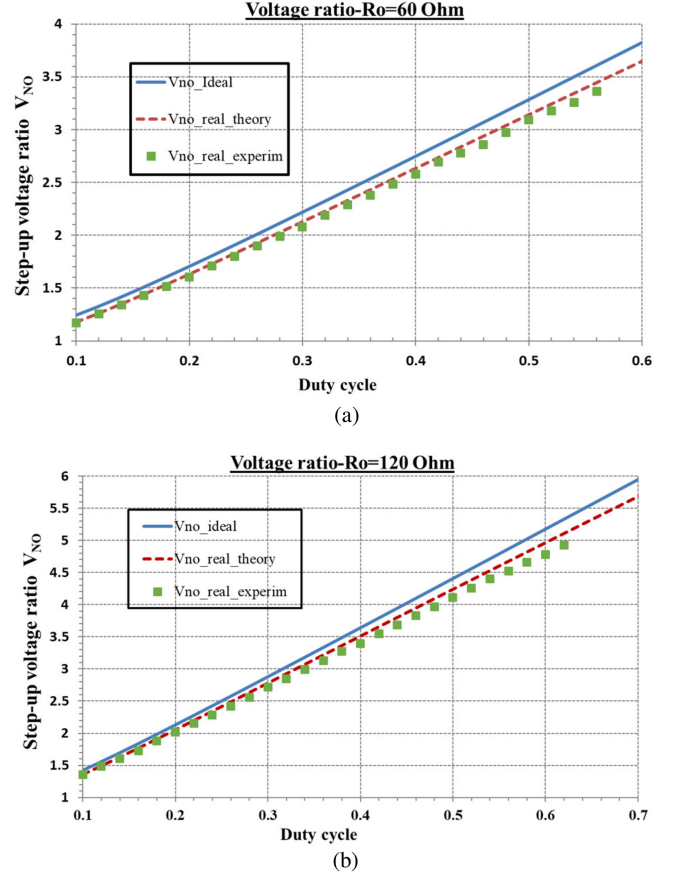 Voltage ratio-Ro=60 Ohm
4
3.5
3
2.5
2
1.5
1
Step-up voltage ratio V_NO
Vno_Ideal
Vno_real_theory
Vno_real_experim
0.1 0.2 0.3 0.4 0.5 0.6
Duty cycle
(a)
Voltage ratio-Ro=120 Ohm
6
5.5
5
4.5
4
3.5
3
2.5
2
1.5
1
Step-up voltage ratio V_NO
Vno_ideal
Vno_real_theory
Vno_real_experim
0.1 0.2 0.3 0.4 0.5 0.6 0.7
Duty cycle
(b)